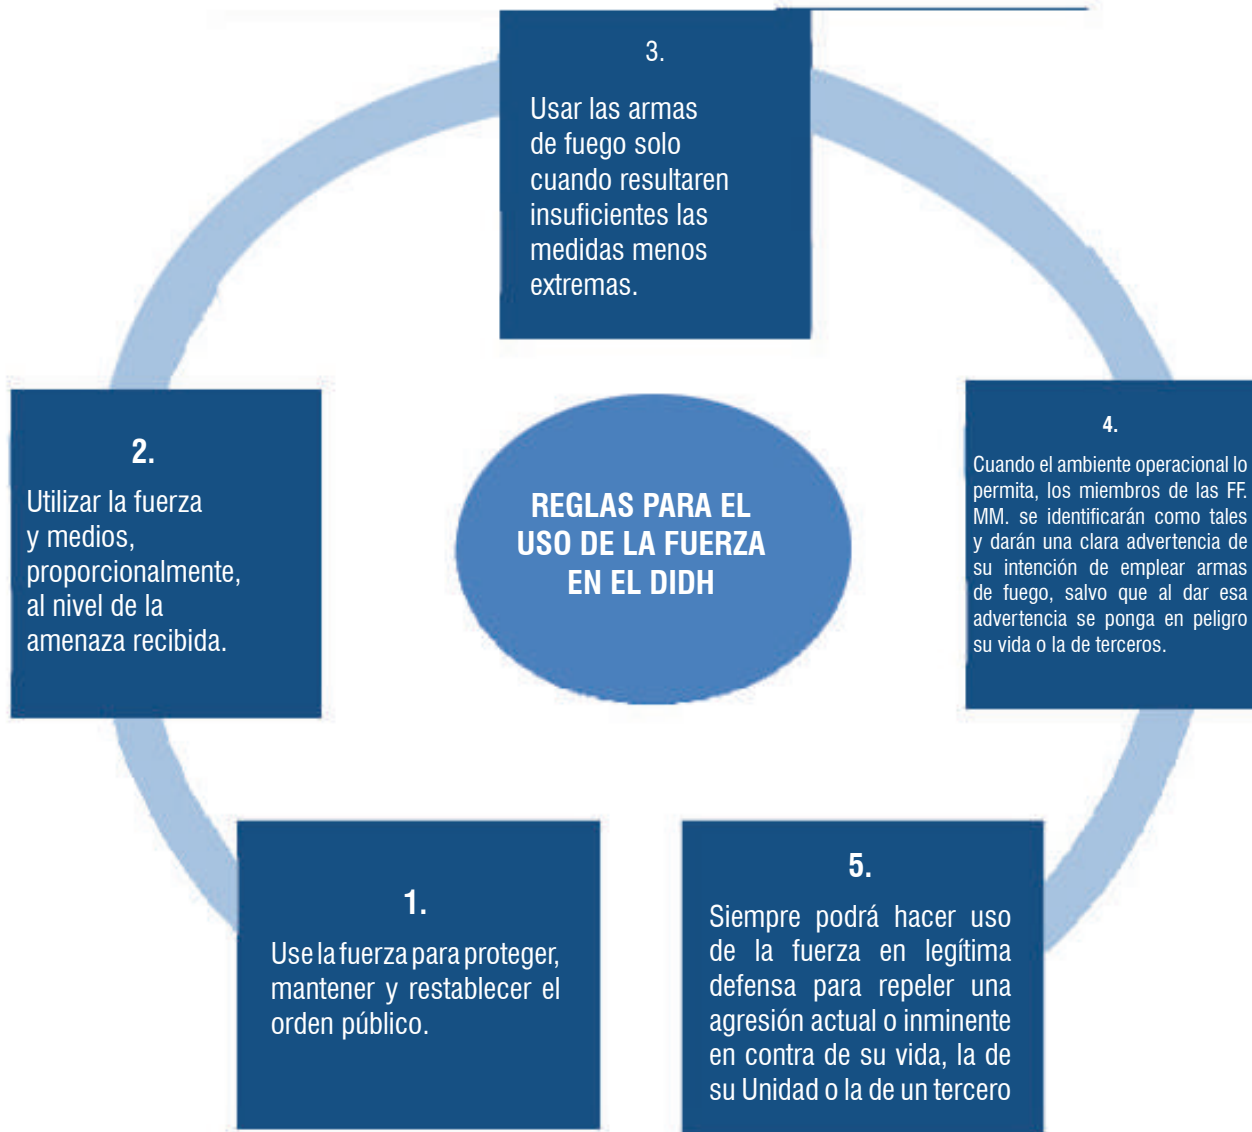 REGLAS PARA EL
USO DE LA FUERZA
EN EL DIDH
1.
Use la fuerza para proteger,
mantener y restablecer el
orden público.
2.
Utilizar la fuerza
y medios,
proporcionalmente,
al nivel de la
amenaza recibida.
3.
Usar las armas
de fuego solo
cuando resultaren
insuficientes las
medidas menos
extremas.
4.
Cuando el ambiente operacional lo
permita, los miembros de las FF.
MM. se identificarán como tales
y darán una clara advertencia de
su intención de emplear armas
de fuego, salvo que al dar esa
advertencia se ponga en peligro
su vida o la de terceros.
5.
Siempre podrá hacer uso
de la fuerza en legítima
defensa para repeler una
agresión actual o inminente
en contra de su vida, la de
su Unidad o la de un tercero